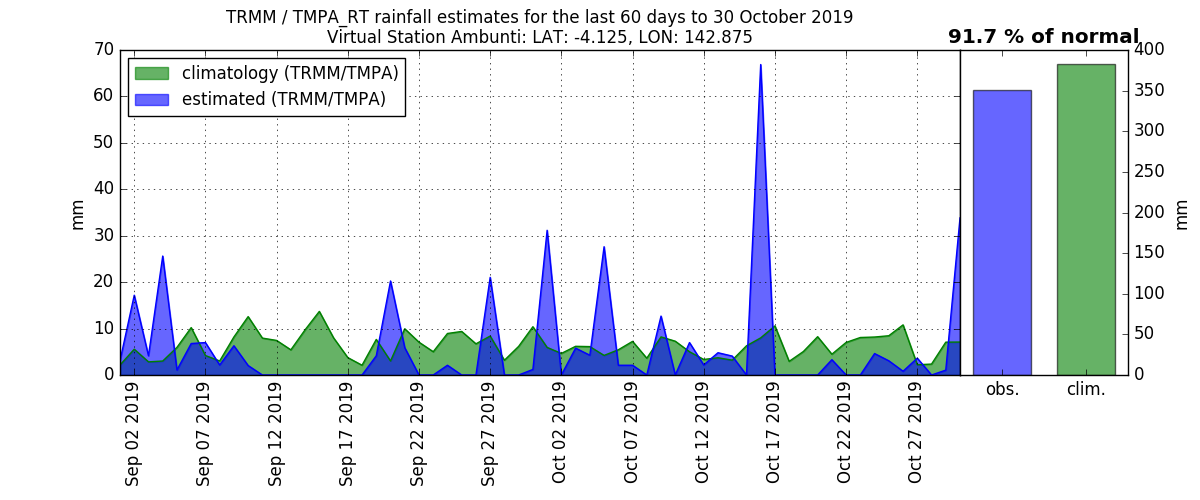 TRMM / TMPA_RT rainfall estimates for the last 60 days to 30 October 2019
Virtual Station Ambunti: LAT: -4.125, LON: 142.875
91.7 % of normal
climatology (TRMM/TMPA)
estimated (TRMM/TMPA)
70
60
50
40
30
20
10
0
mm
400
350
300
250
200
150
100
50
0
mm
Sep 02 2019
Sep 07 2019
Sep 12 2019
Sep 17 2019
Sep 22 2019
Sep 27 2019
Oct 02 2019
Oct 07 2019
Oct 12 2019
Oct 17 2019
Oct 22 2019
Oct 27 2019
obs.
clim.